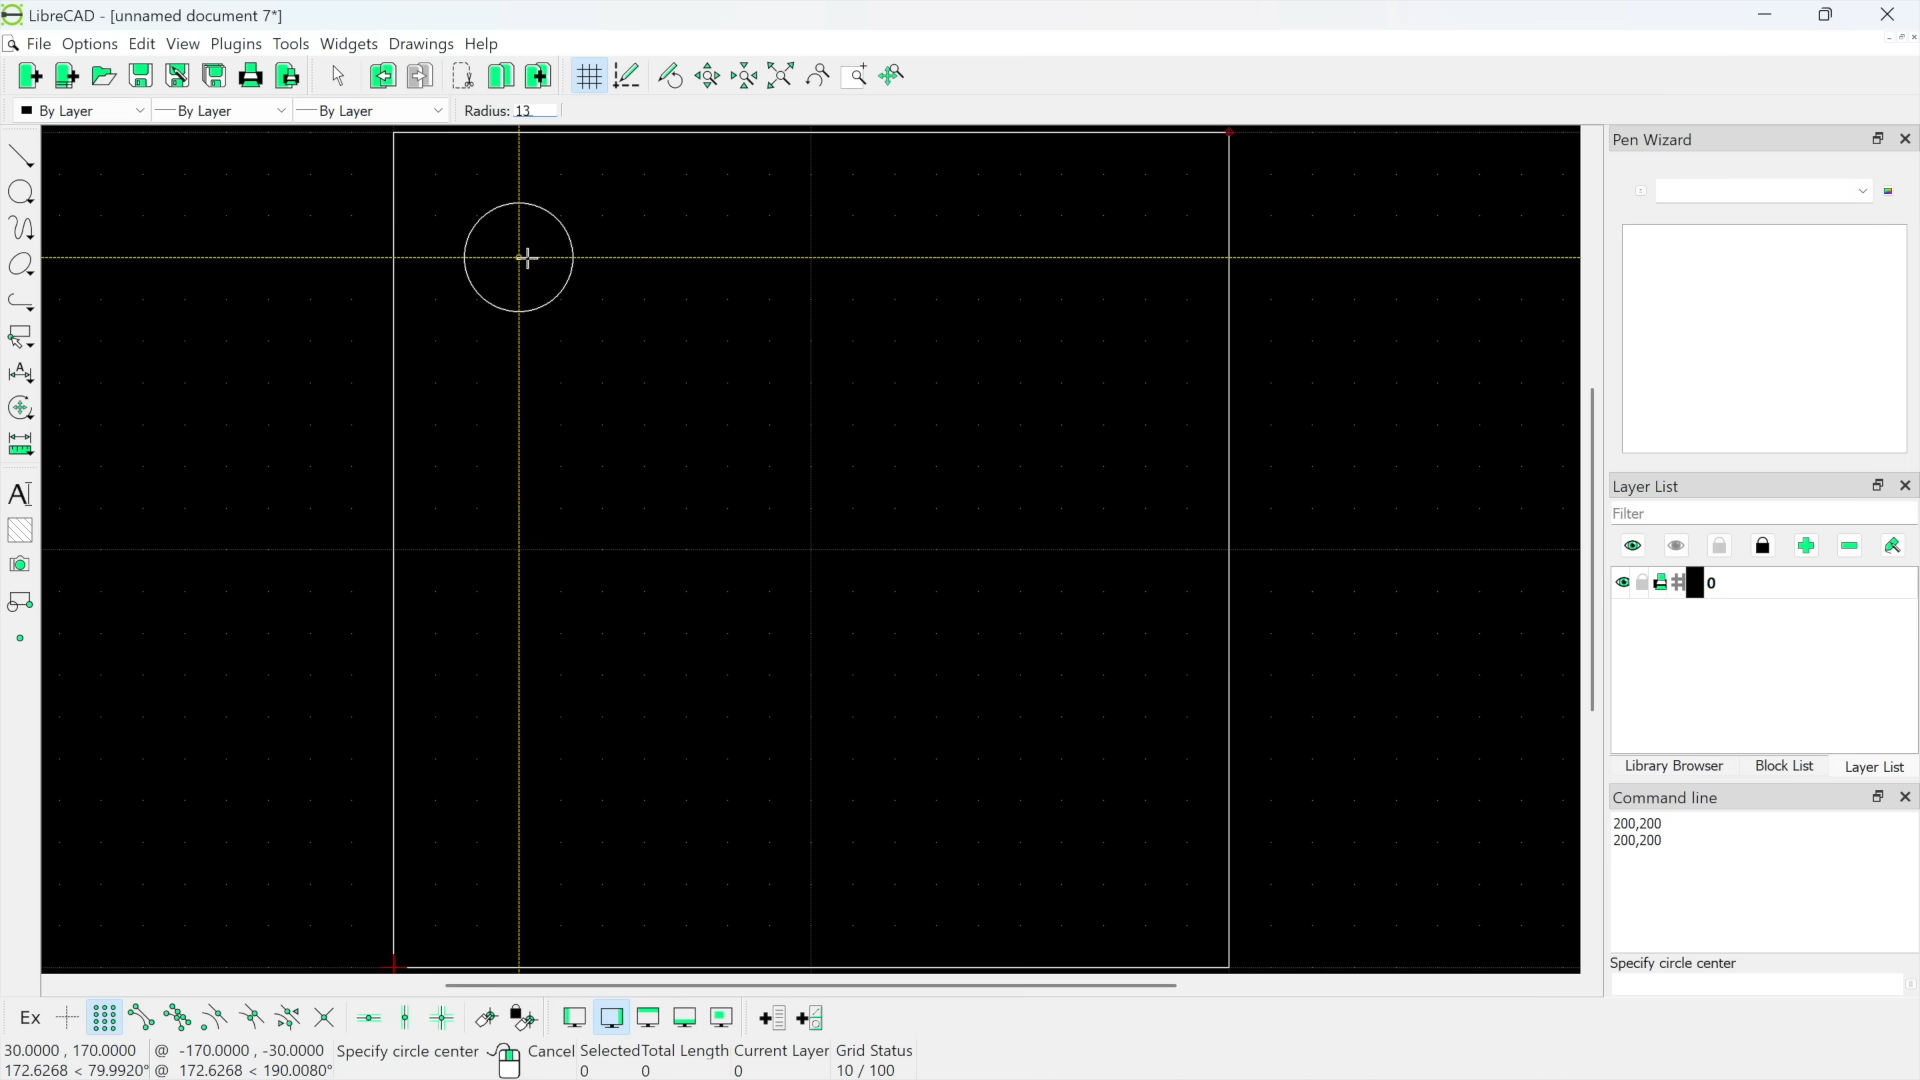 LibreCAD - [unnamed document 7*]
File Options Edit View Plugins Tools Widgets Drawings Help
By Layer By Layer By Layer Radius: 13
Pen Wizard
Layer List
Filter
0
Library Browser Block List Layer List
Command line
200,200
200,200
Specify circle center
Ex
30.0000 , 170.0000 @ -170.0000 , -30.0000 Specify circle center Cancel Selected Total Length Current Layer Grid Status
172.6268 < 79.9920° @ 172.6268 < 190.0080° 0 0 0 10 / 100